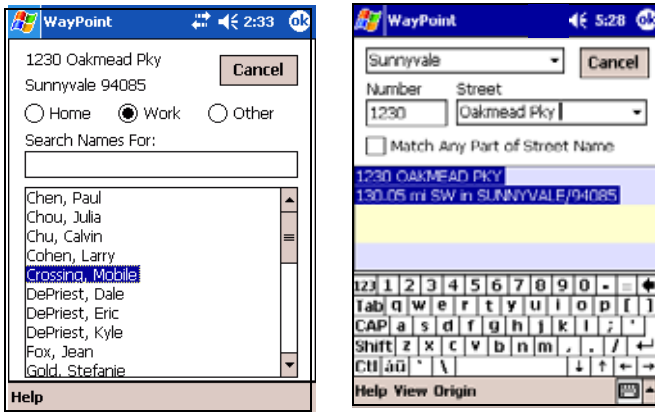 WayPoint 2:33 ok
1230 Oakmead Pky
Sunnyvale 94085
Cancel
Home Work Other
Search Names For:
Chen, Paul
Chou, Julia
Chu, Calvin
Cohen, Larry
Crossing, Mobile
DePriest, Dale
DePriest, Eric
DePriest, Kyle
Fox, Jean
Gold, Stefanie
Help
WayPoint 5:28 ok
Sunnyvale Cancel
Number Street
1230 Oakmead Pky
Match Any Part of Street Name
1230 OAKMEAD PKY
130.05 mi SW in SUNNYVALE/94085
123 1 2 3 4 5 6 7 8 9 0 - =
Tab q w e r t y u i o p [ ]
CAP a s d f g h j k l ; '
Shift z x c v b n m , . /
Ctl áü ` \
Help View Origin